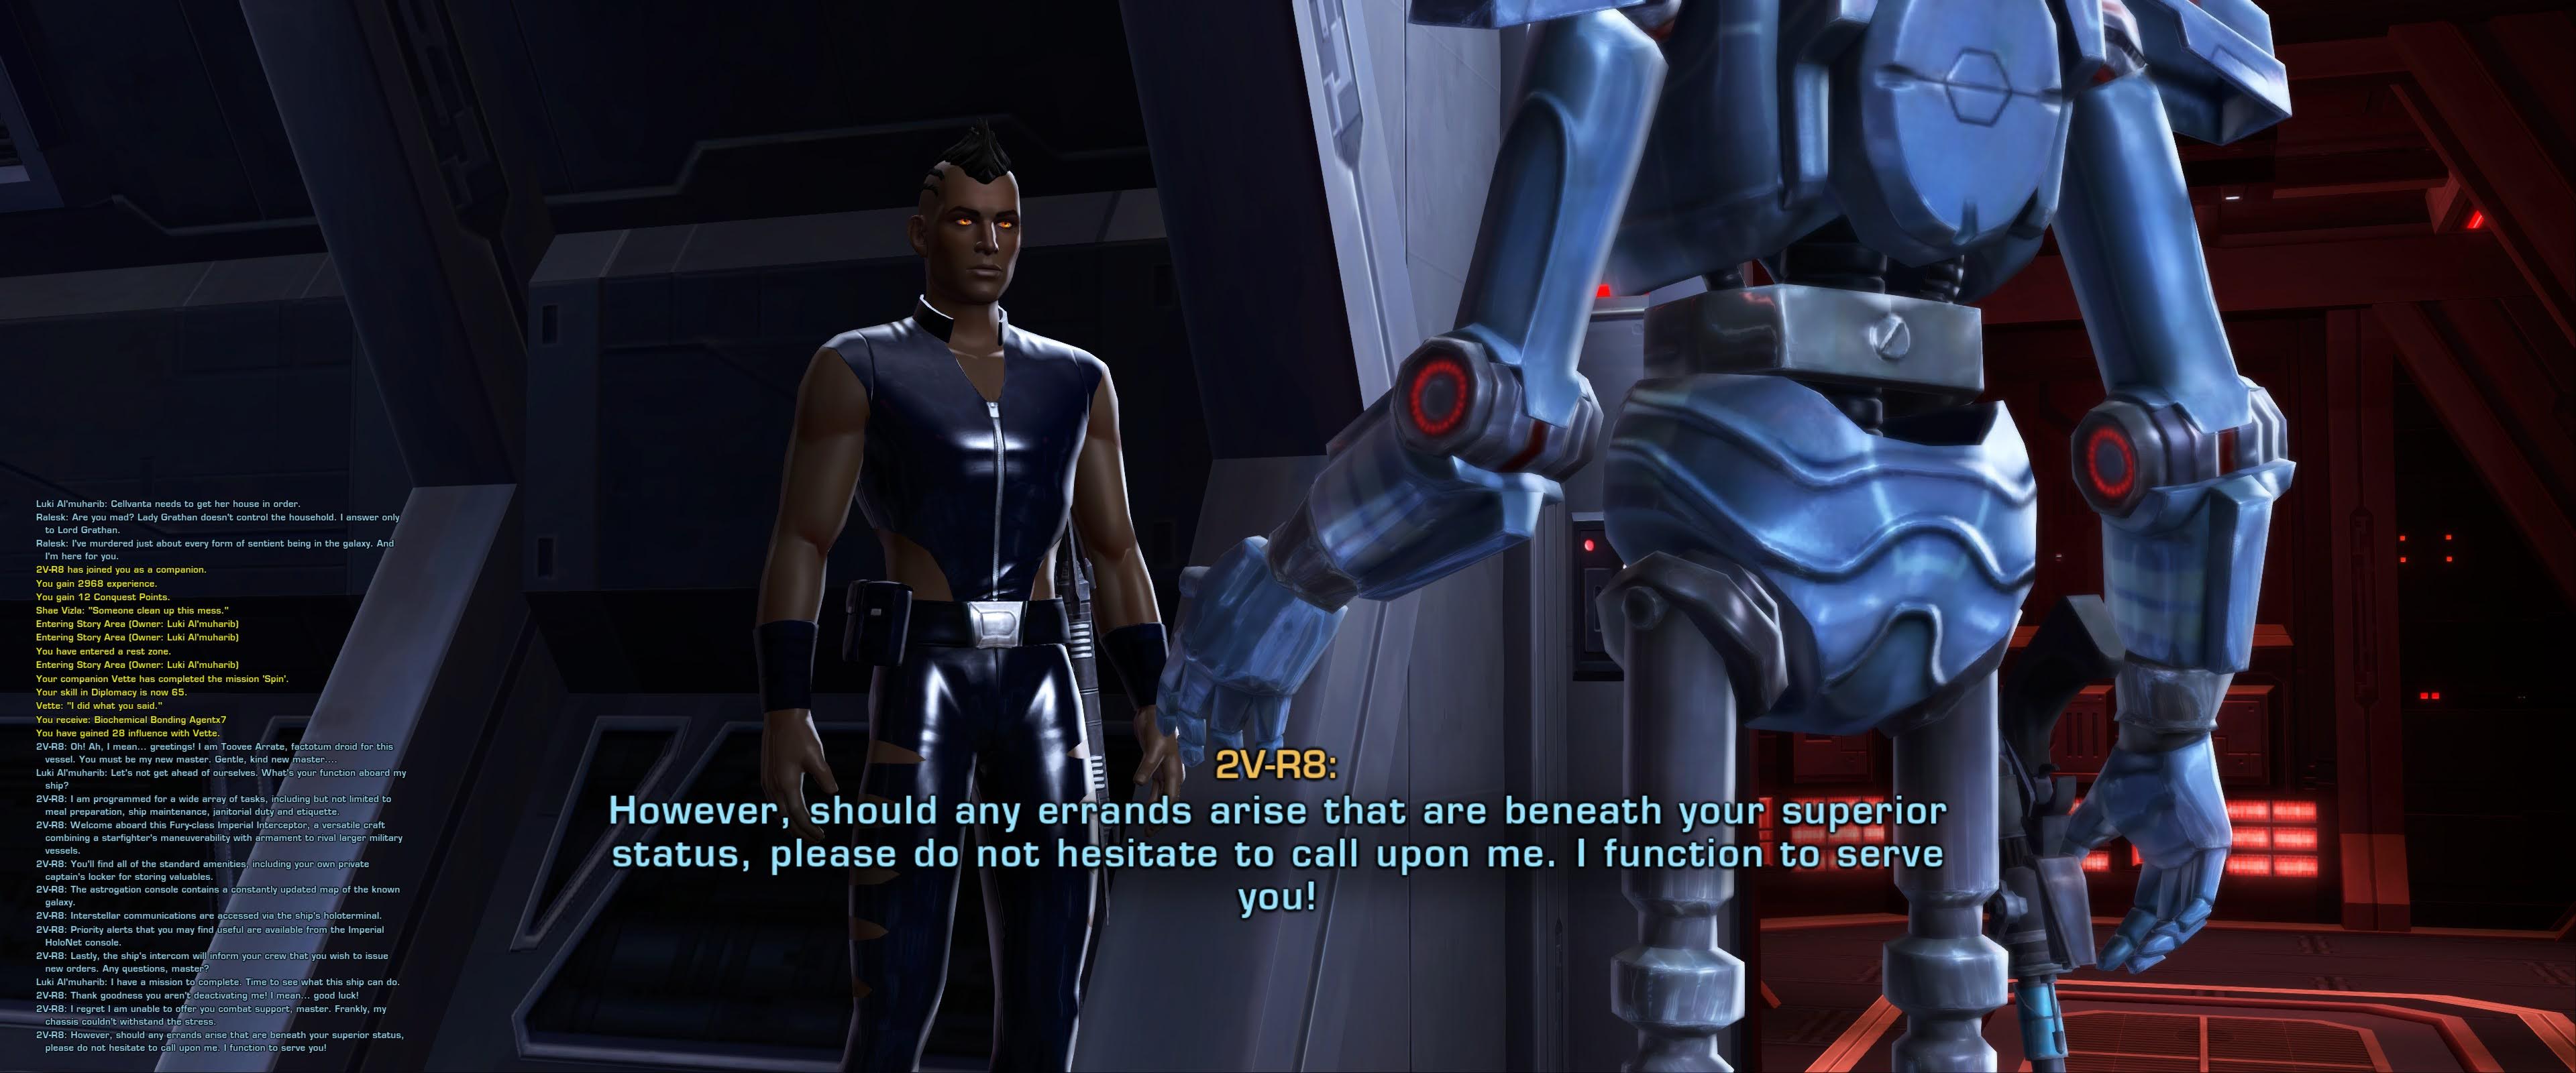 Luki Al'muharib: Cellvanta needs to get her house in order.
Ralesk: Are you mad? Lady Grathan doesn't control the household. I answer only
to Lord Grathan.
Ralesk: I've murdered just about every form of sentient being in the galaxy. And
I'm here for you.
2V-R8 has joined you as a companion.
You gain 2968 experience.
You gain 12 Conquest Points.
Shae Vizla: "Someone clean up this mess."
Entering Story Area (Owner: Luki Al'muharib)
Entering Story Area (Owner: Luki Al'muharib)
You have entered a rest zone.
Entering Story Area (Owner: Luki Al'muharib)
Your companion Vette has completed the mission 'Spin'.
Your skill in Diplomacy is now 65.
Vette: "I did what you said."
You receive: Biochemical Bonding Agentx7
You have gained 28 influence with Vette.
2V-R8: Oh! Ah, I mean... greetings! I am Toovee Arrate, factotum droid for this
vessel. You must be my new master. Gentle, kind new master....
Luki Al'muharib: Let's not get ahead of ourselves. What's your function aboard my
ship?
2V-R8: I am programmed for a wide array of tasks, including but not limited to
meal preparation, ship maintenance, janitorial duty and etiquette.
2V-R8: Welcome aboard this Fury-class Imperial Interceptor, a versatile craft
combining a starfighter's maneuverability with armament to rival larger military
vessels.
2V-R8: You'll find all of the standard amenities, including your own private
captain's locker for storing valuables.
2V-R8: The astrogation console contains a constantly updated map of the known
galaxy.
2V-R8: Interstellar communications are accessed via the ship's holoterminal.
2V-R8: Priority alerts that you may find useful are available from the Imperial
HoloNet console.
2V-R8: Lastly, the ship's intercom will inform your crew that you wish to issue
new orders. Any questions, master?
Luki Al'muharib: I have a mission to complete. Time to see what this ship can do.
2V-R8: Thank goodness you aren't deactivating me! I mean... good luck!
2V-R8: I regret I am unable to offer you combat support, master. Frankly, my
chassis couldn't withstand the stress.
2V-R8: However, should any errands arise that are beneath your superior status,
please do not hesitate to call upon me. I function to serve you!
2V-R8:
However, should any errands arise that are beneath your superior
status, please do not hesitate to call upon me. I function to serve
you!